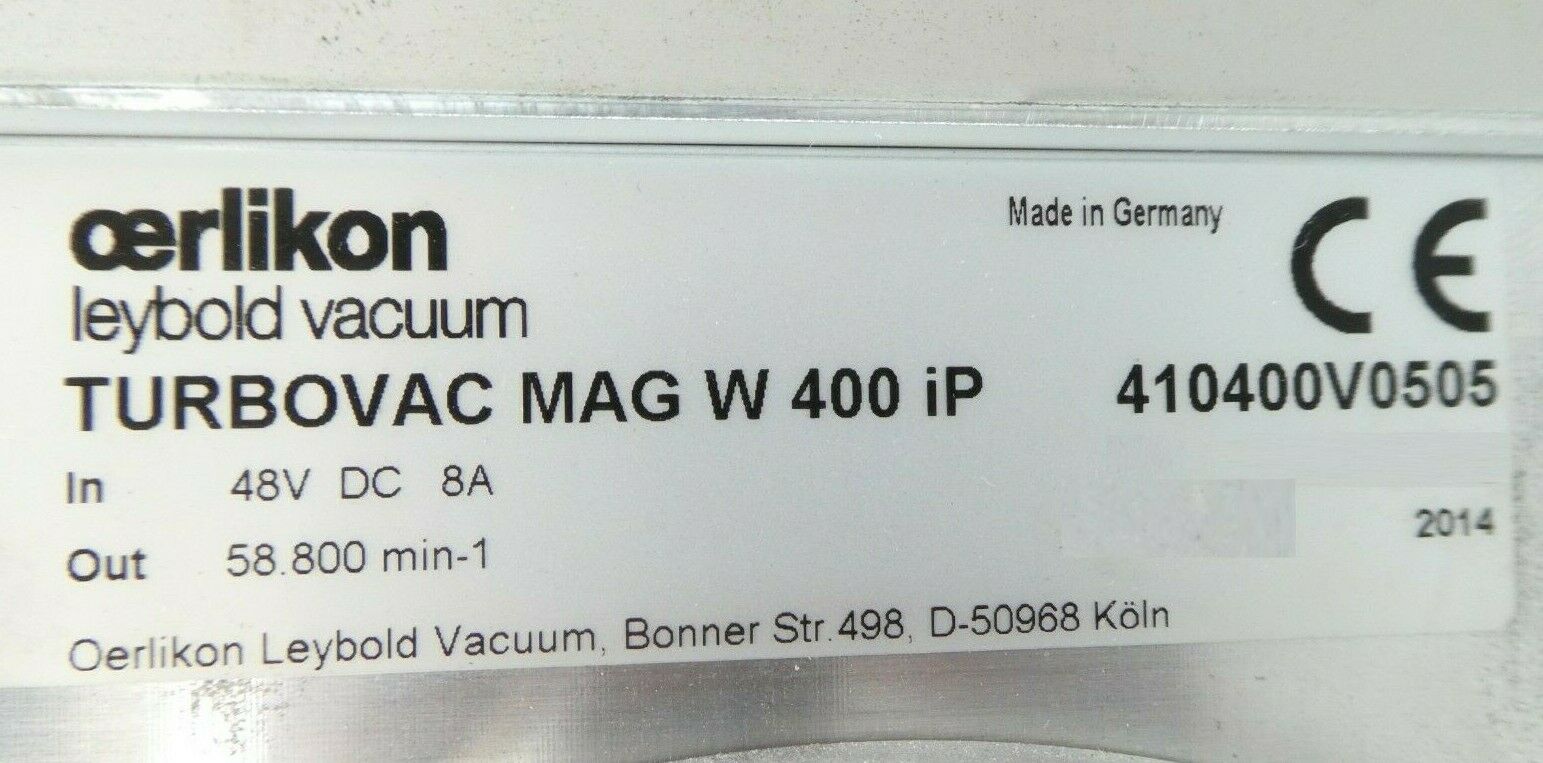 œrlikon
leybold vacuum
Made in Germany
CE
TURBOVAC MAG W 400 iP 410400V0505
In 48V DC 8A
2014
Out 58.800 min-1
Oerlikon Leybold Vacuum, Bonner Str.498, D-50968 Köln